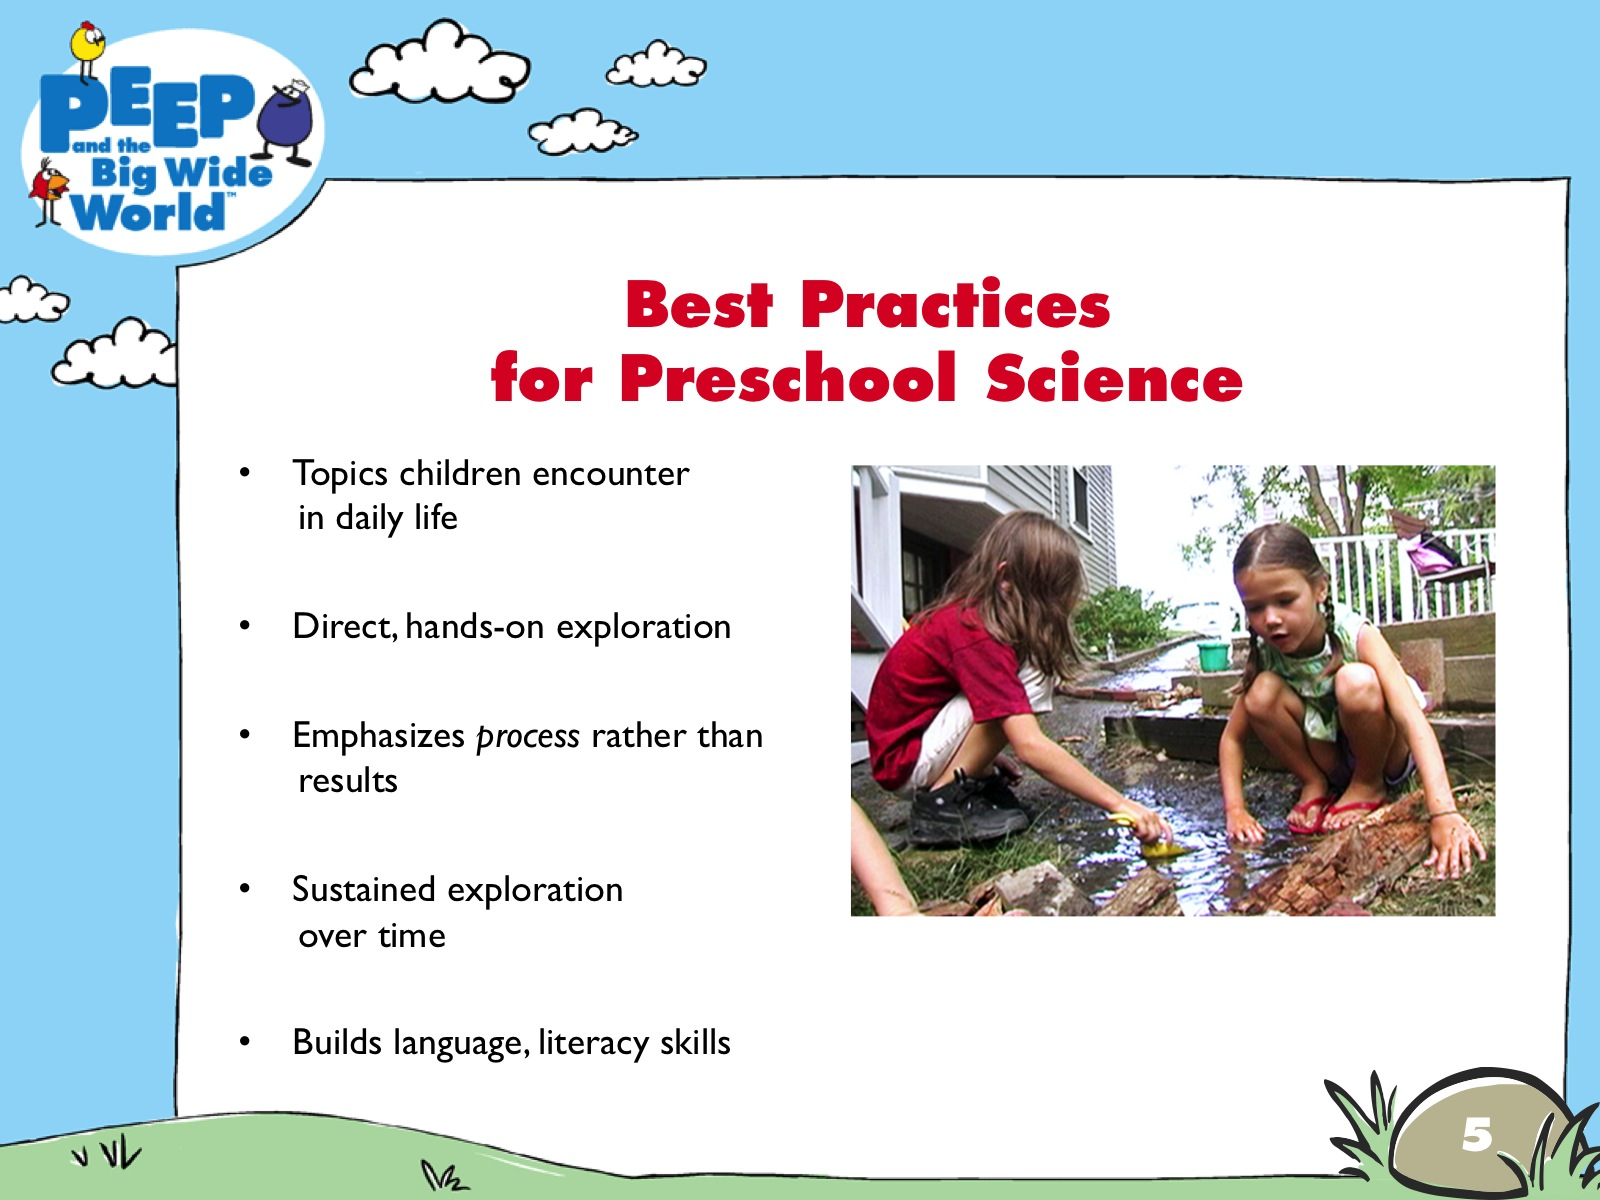 PEEP
and the
Big Wide
World™
Best Practices
for Preschool Science
• Topics children encounter
in daily life
• Direct, hands-on exploration
• Emphasizes process rather than
results
• Sustained exploration
over time
• Builds language, literacy skills
5